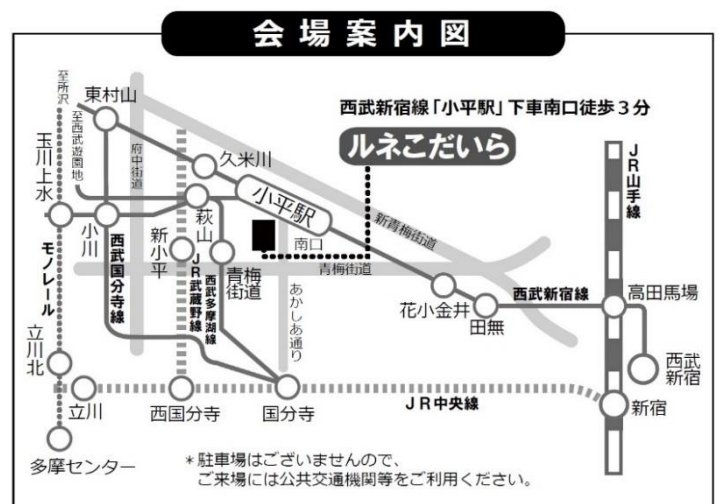 会場案内図
西武新宿線「小平駅」下車南口徒歩3分
ルネこだいら
至所沢
東村山
至西武遊園地
府中街道
久米川
玉川上水
小平駅
JR山手線
小川
萩山
新青梅街道
南口
新小平
西武国分寺線
モノレール
JR武蔵野線
西武多摩湖線
青梅街道
青梅街道
あかしあ通り
花小金井
田無
西武新宿線
高田馬場
立川北
西武新宿
立川
西国分寺
国分寺
JR中央線
新宿
多摩センター
*駐車場はございませんので、
ご来場には公共交通機関等をご利用ください。